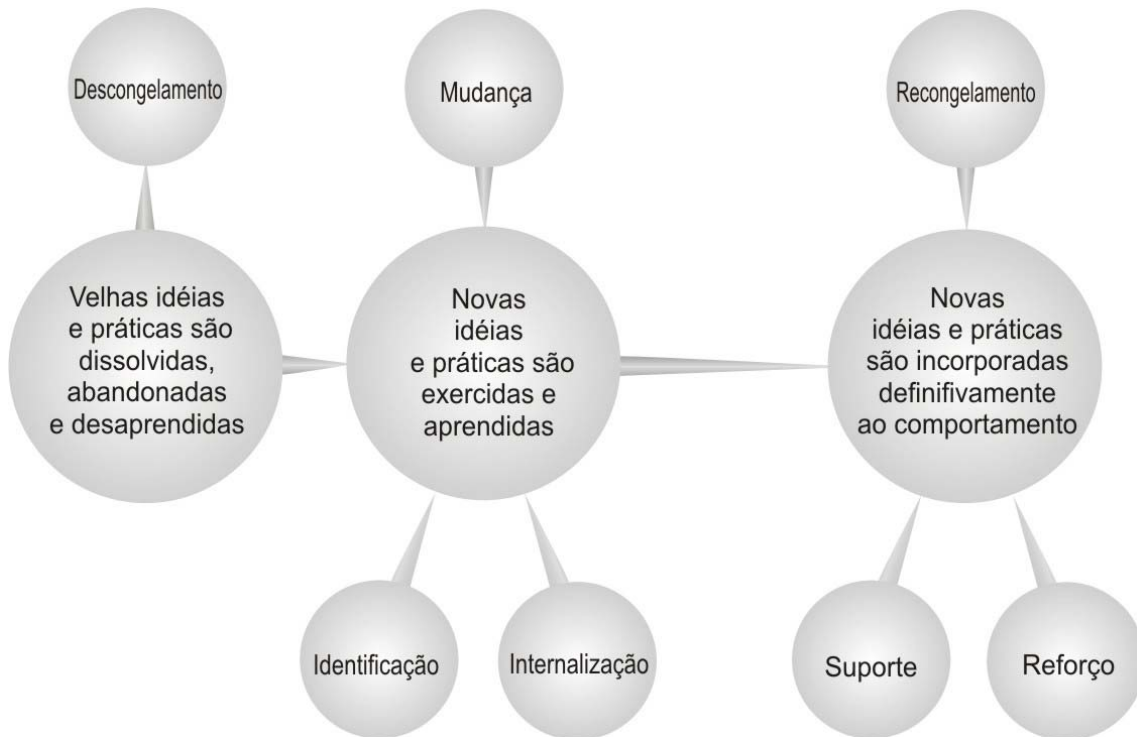 Descongelamento
Mudança
Recongelamento
Velhas idéias
e práticas são
dissolvidas,
abandonadas
e desaprendidas
Novas
idéias
e práticas são
exercidas e
aprendidas
Novas
idéias e práticas
são incorporadas
definifivamente
ao comportamento
Identificação
Internalização
Suporte
Reforço